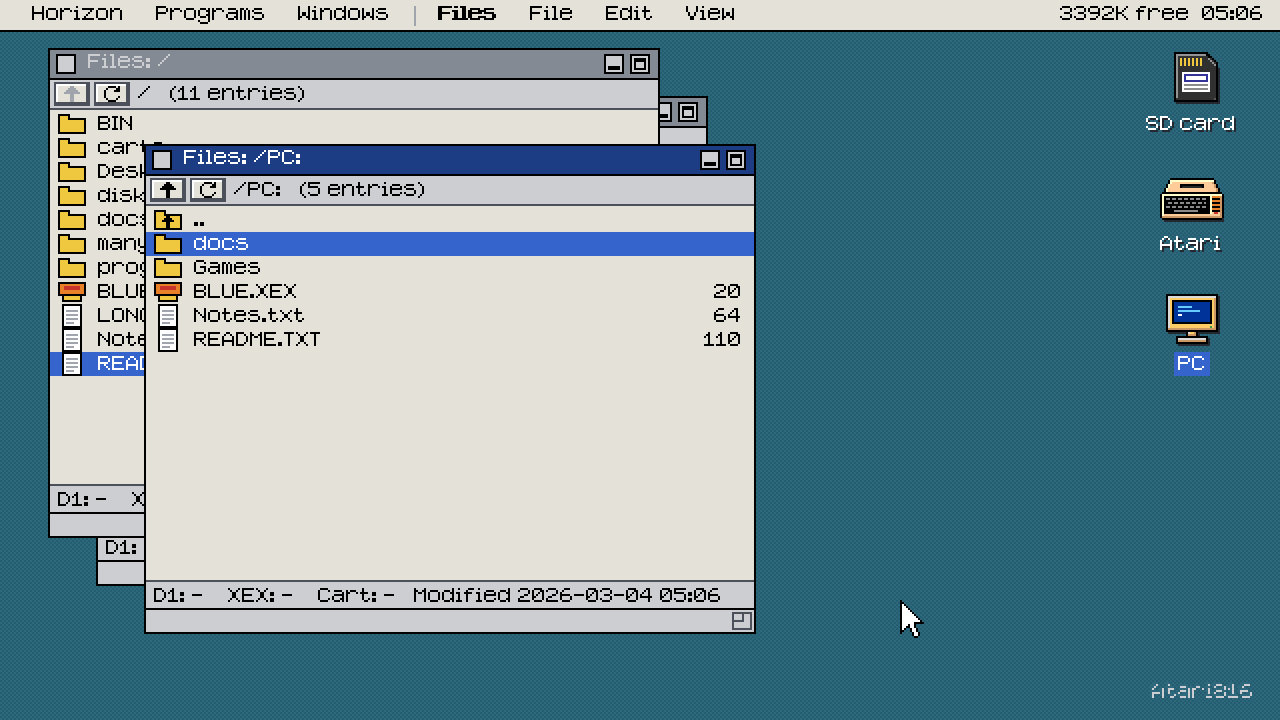 Horizon Programs Windows | Files File Edit View 3392K free 05:06
Files: /
/ (11 entries)
BIN
SD card
Files: /PC:
/PC: (5 entries)
..
docs
Games
BLUE.XEX 20
Notes.txt 64
README.TXT 110
Atari
PC
D1: -
D1:
D1: - XEX: - Cart: - Modified 2026-03-04 05:06
Atari816